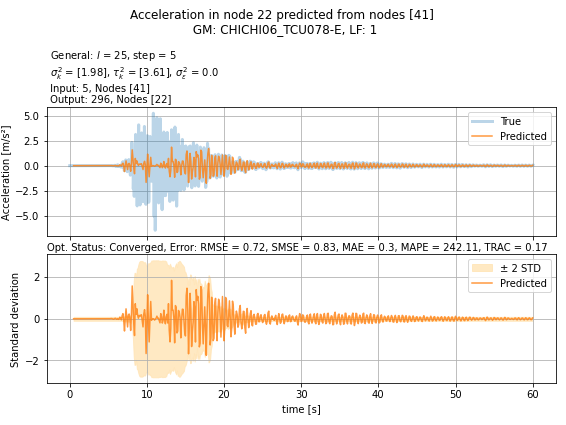 Acceleration in node 22 predicted from nodes [41]
GM: CHICHI06_TCU078-E, LF: 1
General: l = 25, step = 5
σ²ₖ = [1.98], τ²ₖ = [3.61], σ²ε = 0.0
Input: 5, Nodes [41]
Output: 296, Nodes [22]
5.0
2.5
0.0
−2.5
−5.0
Acceleration [m/s²]
True
Predicted
Opt. Status: Converged, Error: RMSE = 0.72, SMSE = 0.83, MAE = 0.3, MAPE = 242.11, TRAC = 0.17
2
0
−2
Standard deviation
± 2 STD
Predicted
0 10 20 30 40 50 60
time [s]